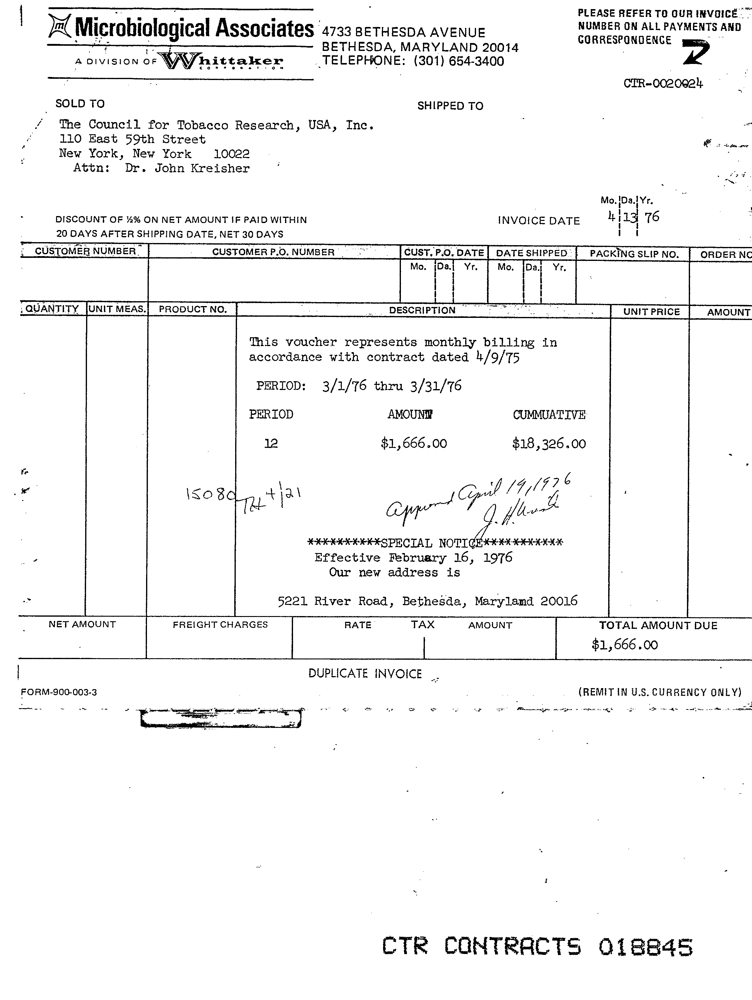 Microbiological Associates
A DIVISION OF Whittaker
CORPORATION
4733 BETHESDA AVENUE
BETHESDA, MARYLAND 20014
TELEPHONE: (301) 654-3400
PLEASE REFER TO OUR INVOICE
NUMBER ON ALL PAYMENTS AND
CORRESPONDENCE
CTR-0020024
SOLD TO
SHIPPED TO
The Council for Tobacco Research, USA, Inc.
110 East 59th Street
New York, New York 10022
Attn: Dr. John Kreisher
DISCOUNT OF ½% ON NET AMOUNT IF PAID WITHIN
20 DAYS AFTER SHIPPING DATE, NET 30 DAYS
INVOICE DATE
Mo. Da. Yr.
4 13 76
CUSTOMER NUMBER CUSTOMER P.O. NUMBER CUST. P.O. DATE DATE SHIPPED PACKING SLIP NO. ORDER NO
Mo. Da. Yr. Mo. Da. Yr.
QUANTITY UNIT MEAS. PRODUCT NO. DESCRIPTION UNIT PRICE AMOUNT
This voucher represents monthly billing in
accordance with contract dated 4/9/75
PERIOD: 3/1/76 thru 3/31/76
PERIOD AMOUNT CUMMUATIVE
12 $1,666.00 $18,326.00
15080 4/21
Approved April 19, 1976
**********SPECIAL NOTICE***********
Effective February 16, 1976
Our new address is
5221 River Road, Bethesda, Maryland 20016
NET AMOUNT FREIGHT CHARGES RATE TAX AMOUNT TOTAL AMOUNT DUE
$1,666.00
DUPLICATE INVOICE
FORM-900-003-3
(REMIT IN U.S. CURRENCY ONLY)
CTR CONTRACTS 018845